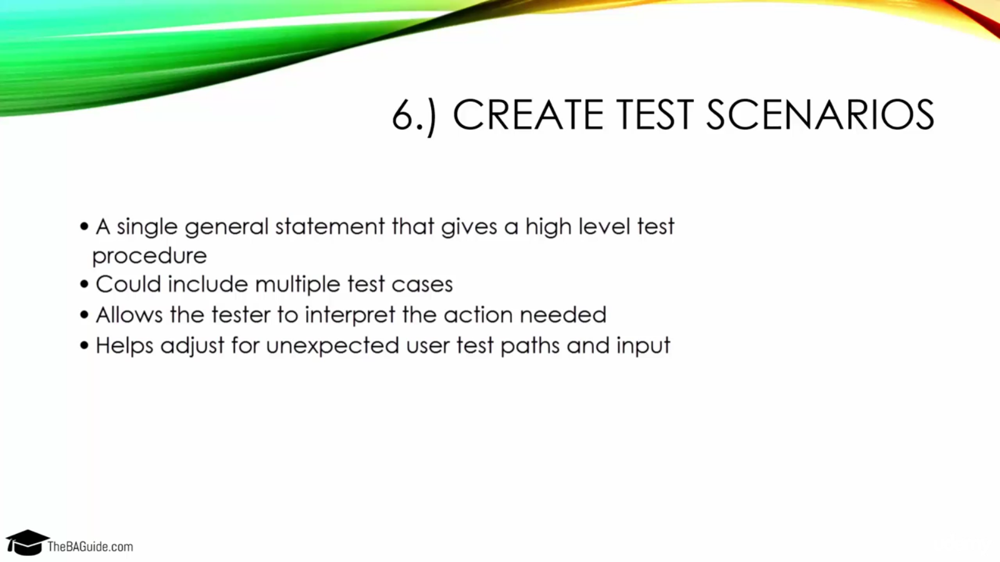 6.) CREATE TEST SCENARIOS
• A single general statement that gives a high level test
procedure
• Could include multiple test cases
• Allows the tester to interpret the action needed
• Helps adjust for unexpected user test paths and input
TheBAGuide.com